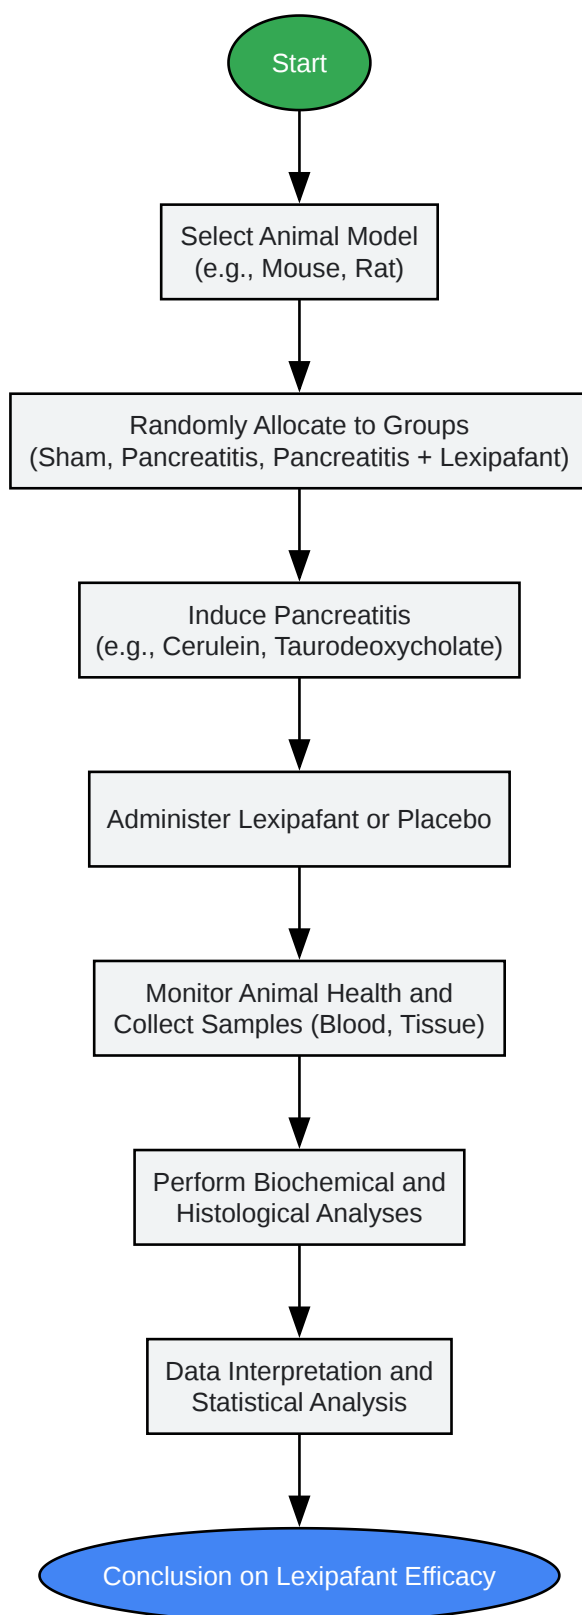 Start
Select Animal Model
(e.g., Mouse, Rat)
Randomly Allocate to Groups
(Sham, Pancreatitis, Pancreatitis + Lexipafant)
Induce Pancreatitis
(e.g., Cerulein, Taurodeoxycholate)
Administer Lexipafant or Placebo
Monitor Animal Health and
Collect Samples (Blood, Tissue)
Perform Biochemical and
Histological Analyses
Data Interpretation and
Statistical Analysis
Conclusion on Lexipafant Efficacy